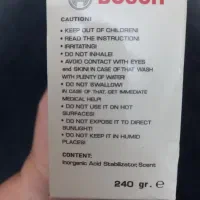 BOSCH
CAUTION!
• KEEP OUT OF CHILDREN!
• READ THE INSTRUCTION!
• IRRITATING!
• DO NOT INHALE!
• AVOID CONTACT WITH EYES
and SKIN! IN CASE OF THAT WASH
WITH PLENTY OF WATER!
• DO NOT SWALLOW!
IN CASE OF THAT, GET IMMEDIATE
MEDICAL HELP!
• DO NOT USE IT ON HOT
SURFACES!
• DO NOT EXPOSE IT TO DIRECT
SUNLIGHT!
• DO NOT KEEP IT IN HUMID
PLACES!
CONTENT:
Inorganic Acid Stabilizator, Scent
240 gr. e